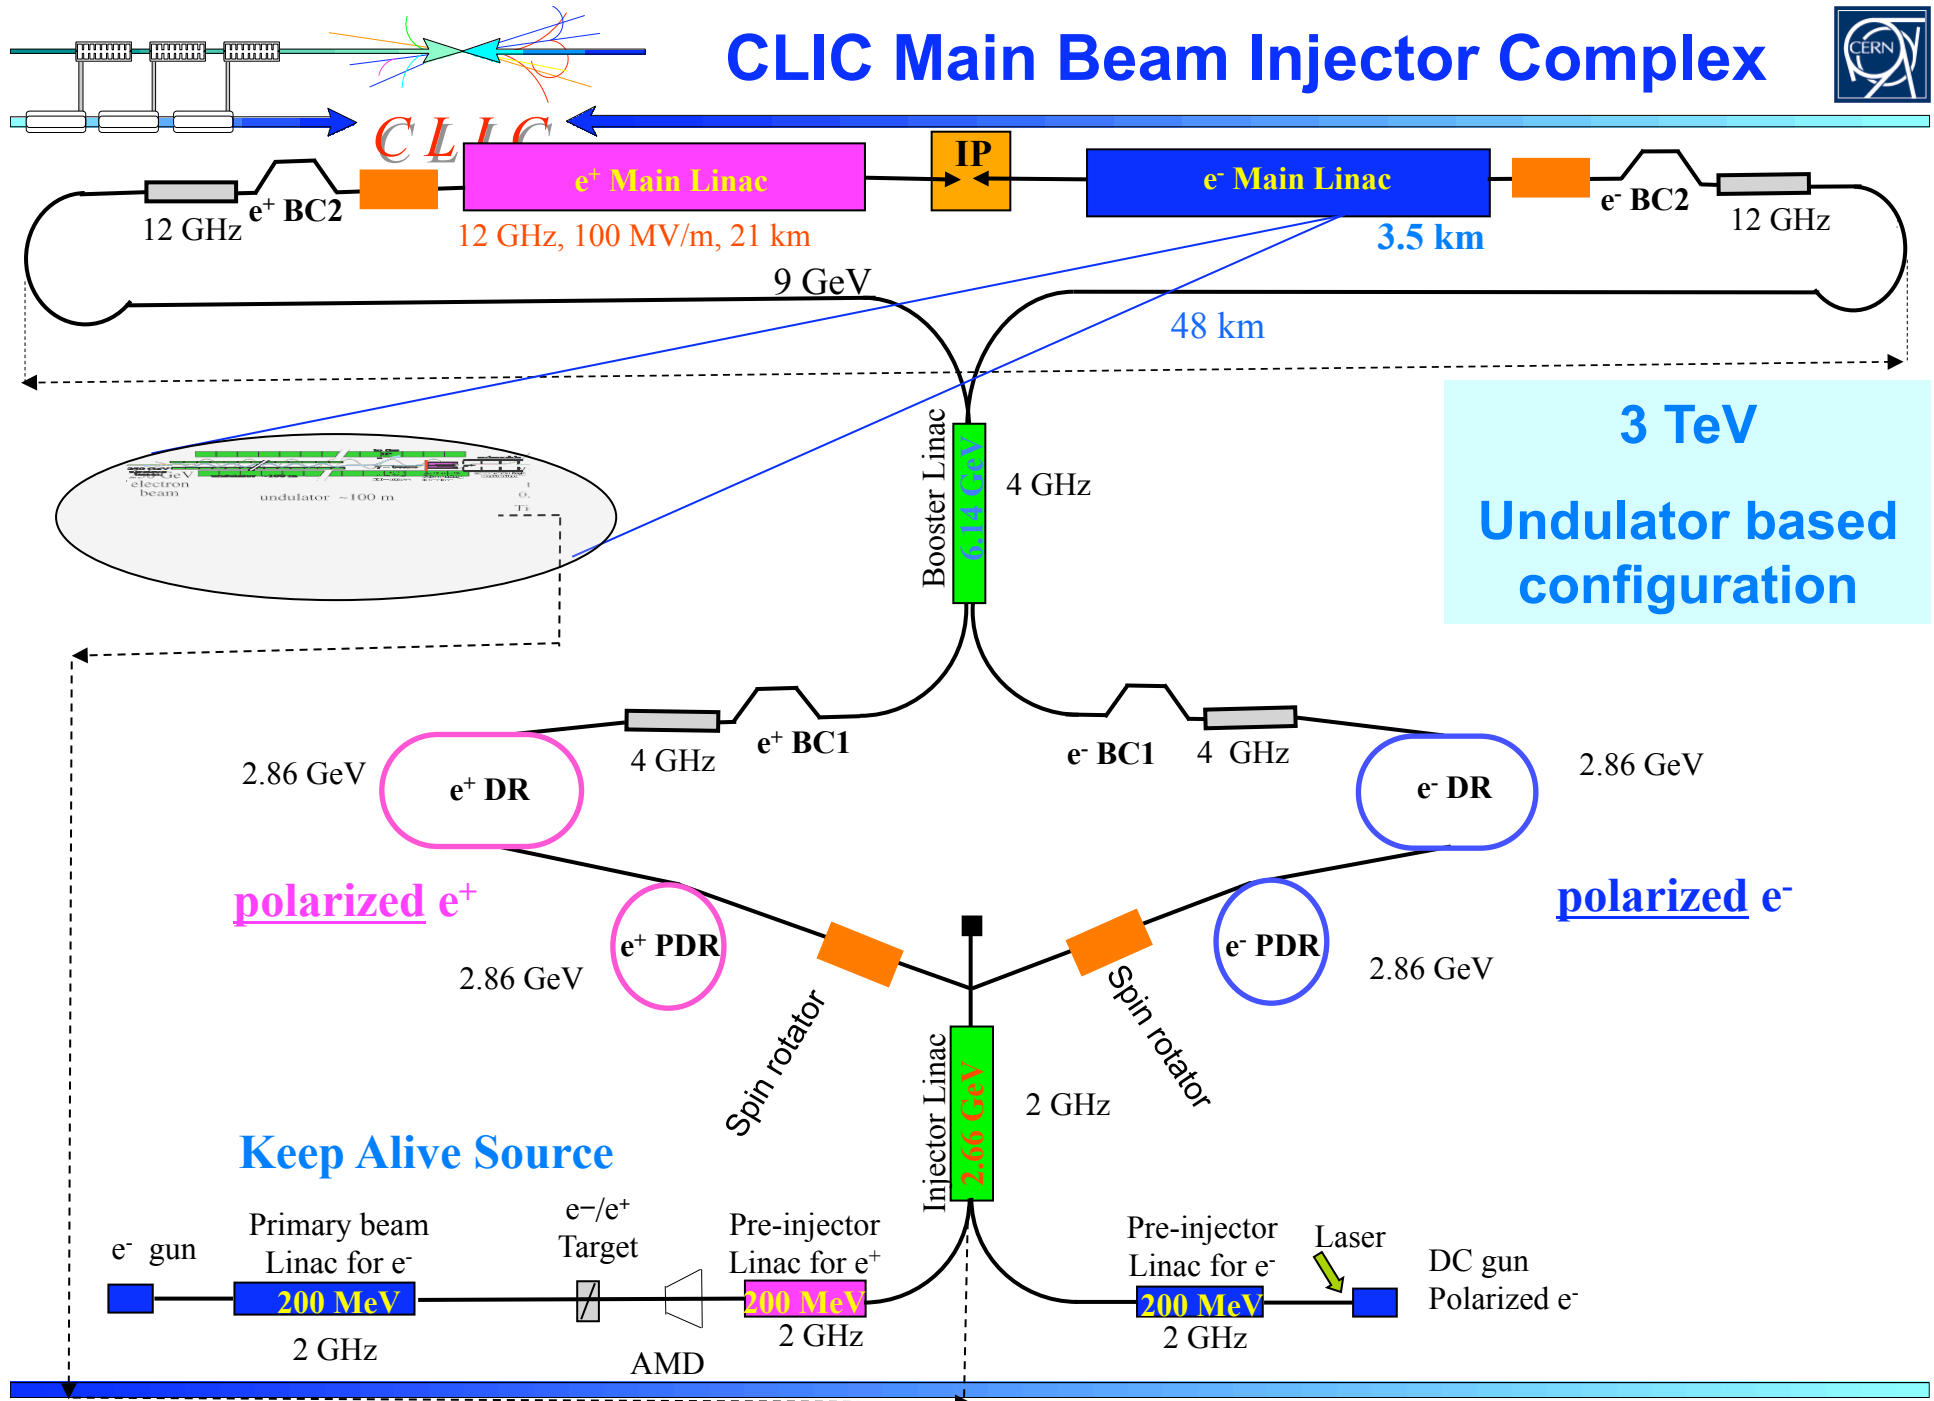 CLIC Main Beam Injector Complex
CERN
C L I C
IP
e⁺ Main Linac
e⁻ Main Linac
12 GHz
e⁺ BC2
12 GHz, 100 MV/m, 21 km
3.5 km
e⁻ BC2
12 GHz
9 GeV
48 km
3 TeV
Undulator based
configuration
electron
beam
undulator ~100 m
Booster Linac
6.14 GeV
4 GHz
e⁺ BC1
4 GHz
e⁻ BC1
4 GHz
2.86 GeV
e⁺ DR
e⁻ DR
2.86 GeV
polarized e⁺
polarized e⁻
e⁺ PDR
2.86 GeV
e⁻ PDR
2.86 GeV
Spin rotator
Spin rotator
Injector Linac
2.66 GeV
2 GHz
Keep Alive Source
e⁻ gun
Primary beam
Linac for e⁻
200 MeV
2 GHz
e−/e⁺
Target
AMD
Pre-injector
Linac for e⁺
200 MeV
2 GHz
Pre-injector
Linac for e⁻
200 MeV
2 GHz
Laser
DC gun
Polarized e⁻